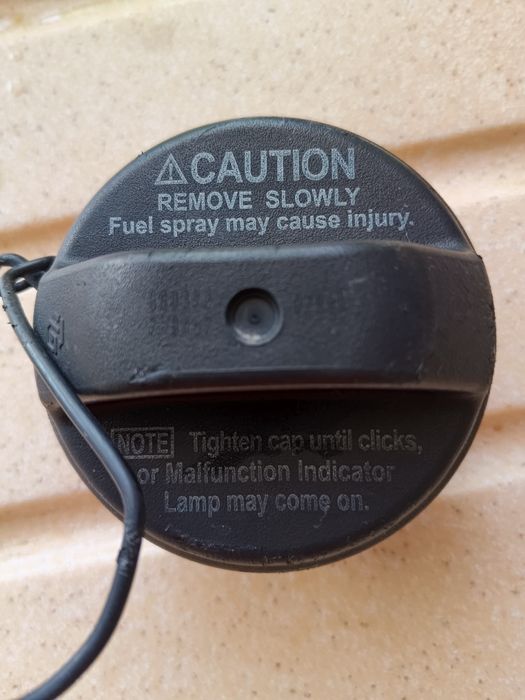 ⚠CAUTION
REMOVE SLOWLY
Fuel spray may cause injury.
NOTE Tighten cap until clicks,
or Malfunction Indicator
Lamp may come on.